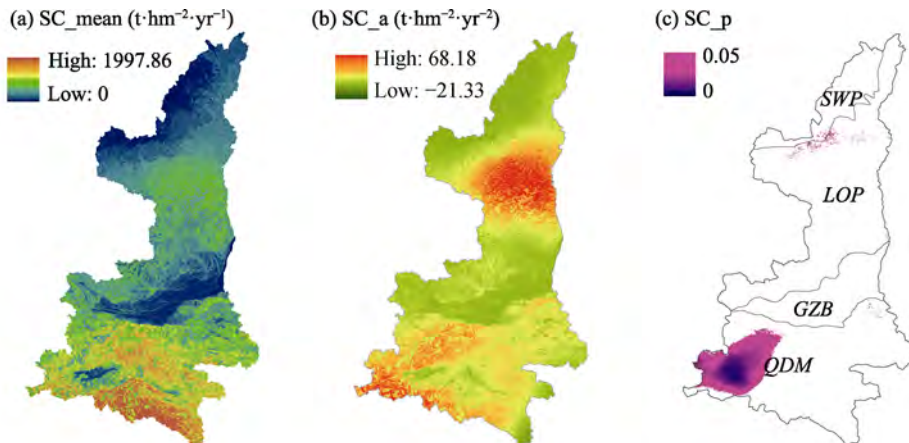 (a) SC_mean (t·hm⁻²·yr⁻¹)
High: 1997.86
Low: 0
(b) SC_a (t·hm⁻²·yr⁻²)
High: 68.18
Low: −21.33
(c) SC_p
0.05
0
SWP
LOP
GZB
QDM